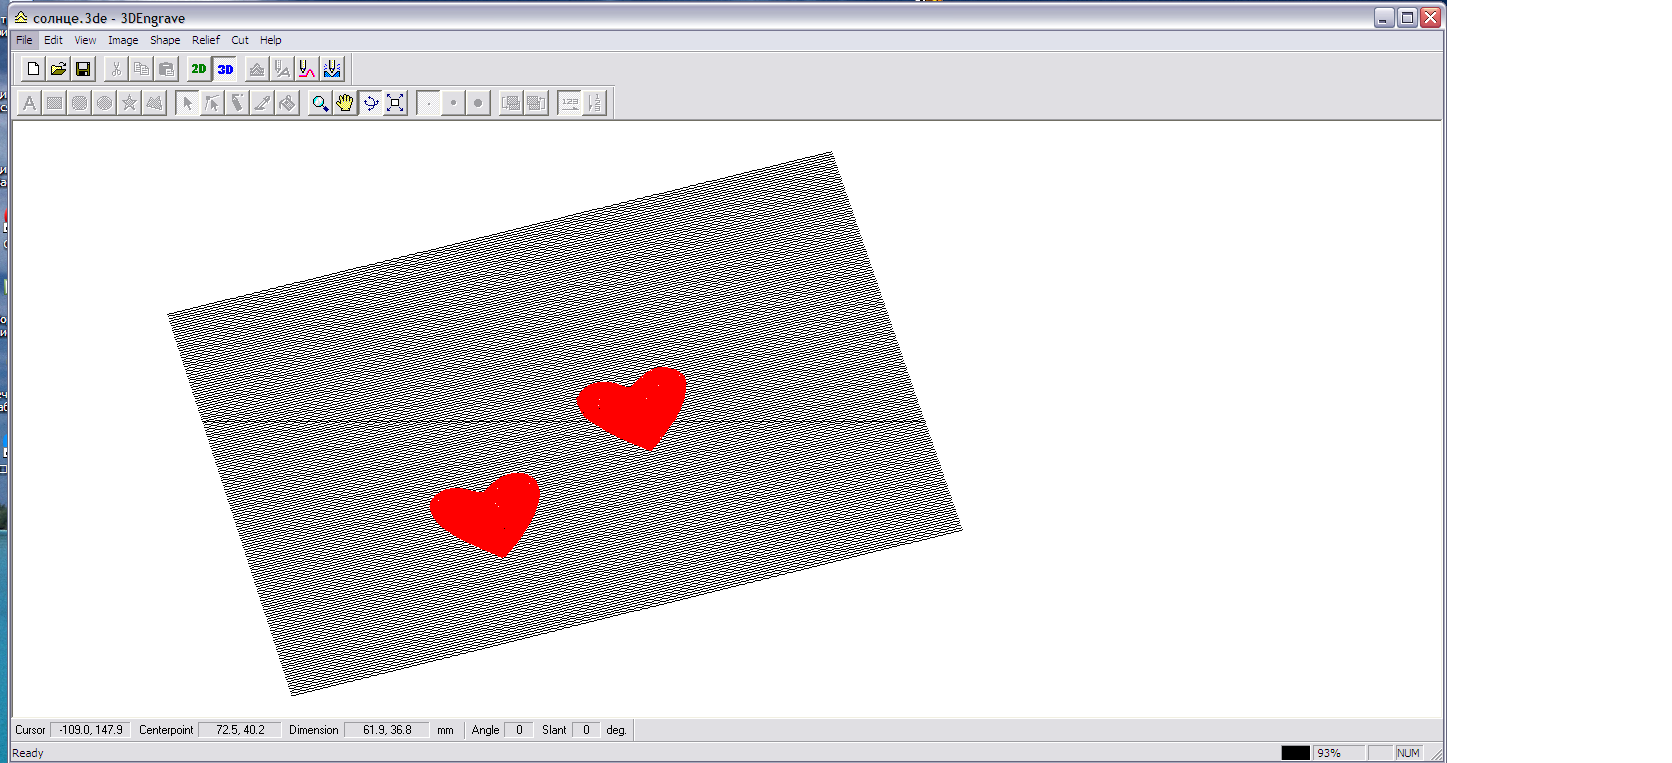 солнце.3de - 3DEngrave
File Edit View Image Shape Relief Cut Help
2D 3D
A 123
Cursor -109.0, 147.9 Centerpoint 72.5, 40.2 Dimension 61.9, 36.8 mm Angle 0 Slant 0 deg.
Ready 93% NUM